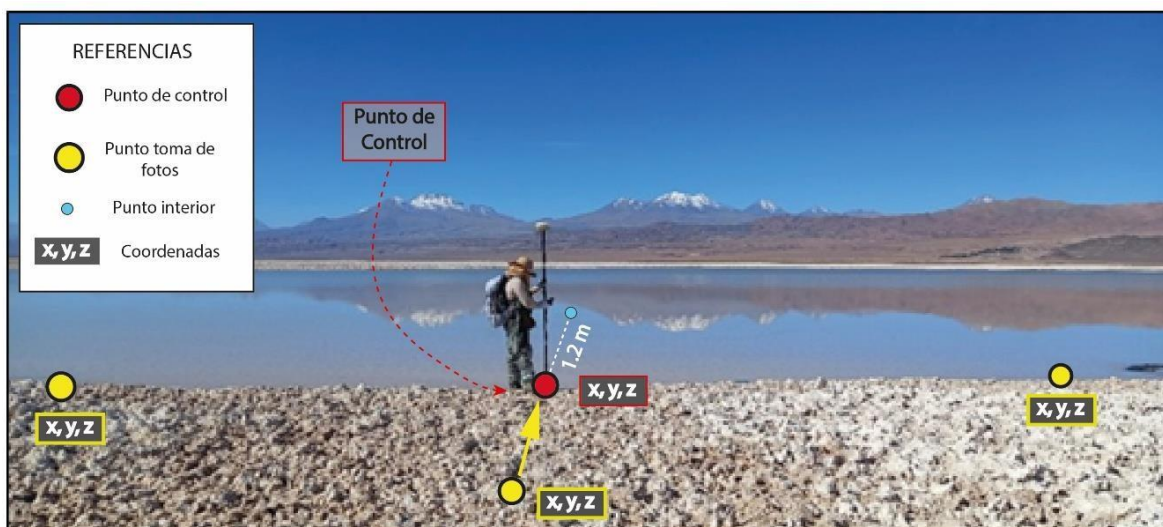 REFERENCIAS
Punto de control
Punto toma de
fotos
Punto interior
x, y, z Coordenadas
Punto de
Control
1.2 m
x, y, z
x, y, z
x, y, z
x, y, z